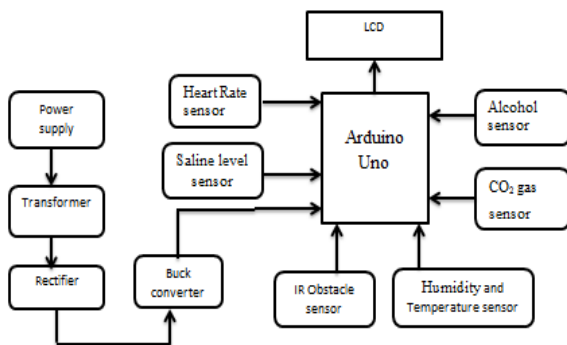 LCD
Heart Rate
sensor
Power
supply
Alcohol
sensor
Arduino
Uno
Saline level
sensor
Transformer
CO₂ gas
sensor
Rectifier
Buck
converter
IR Obstacle
sensor
Humidity and
Temperature sensor